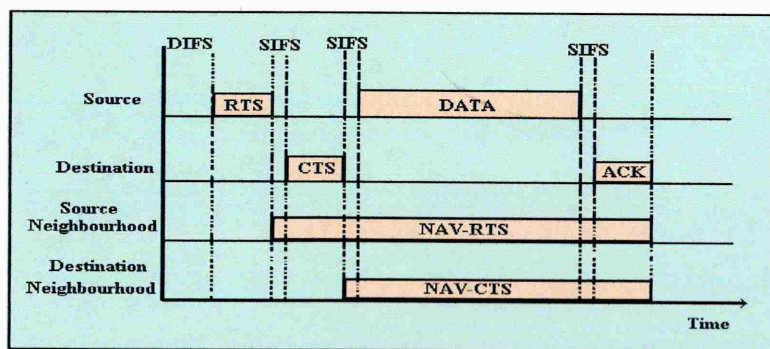 DIFS SIFS SIFS SIFS
Source RTS DATA
Destination CTS ACK
Source
Neighbourhood NAV-RTS
Destination
Neighbourhood NAV-CTS
Time